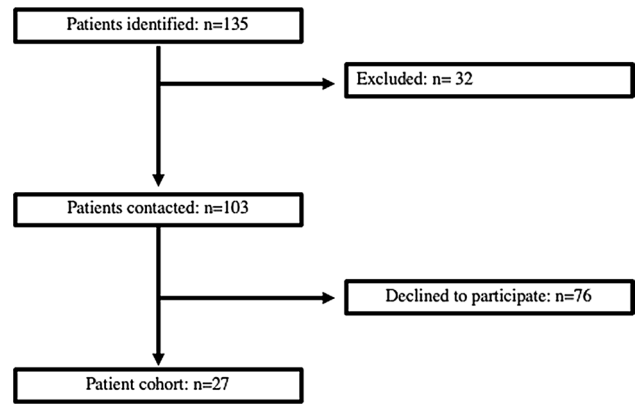 Patients identified: n=135
Excluded: n= 32
Patients contacted: n=103
Declined to participate: n=76
Patient cohort: n=27